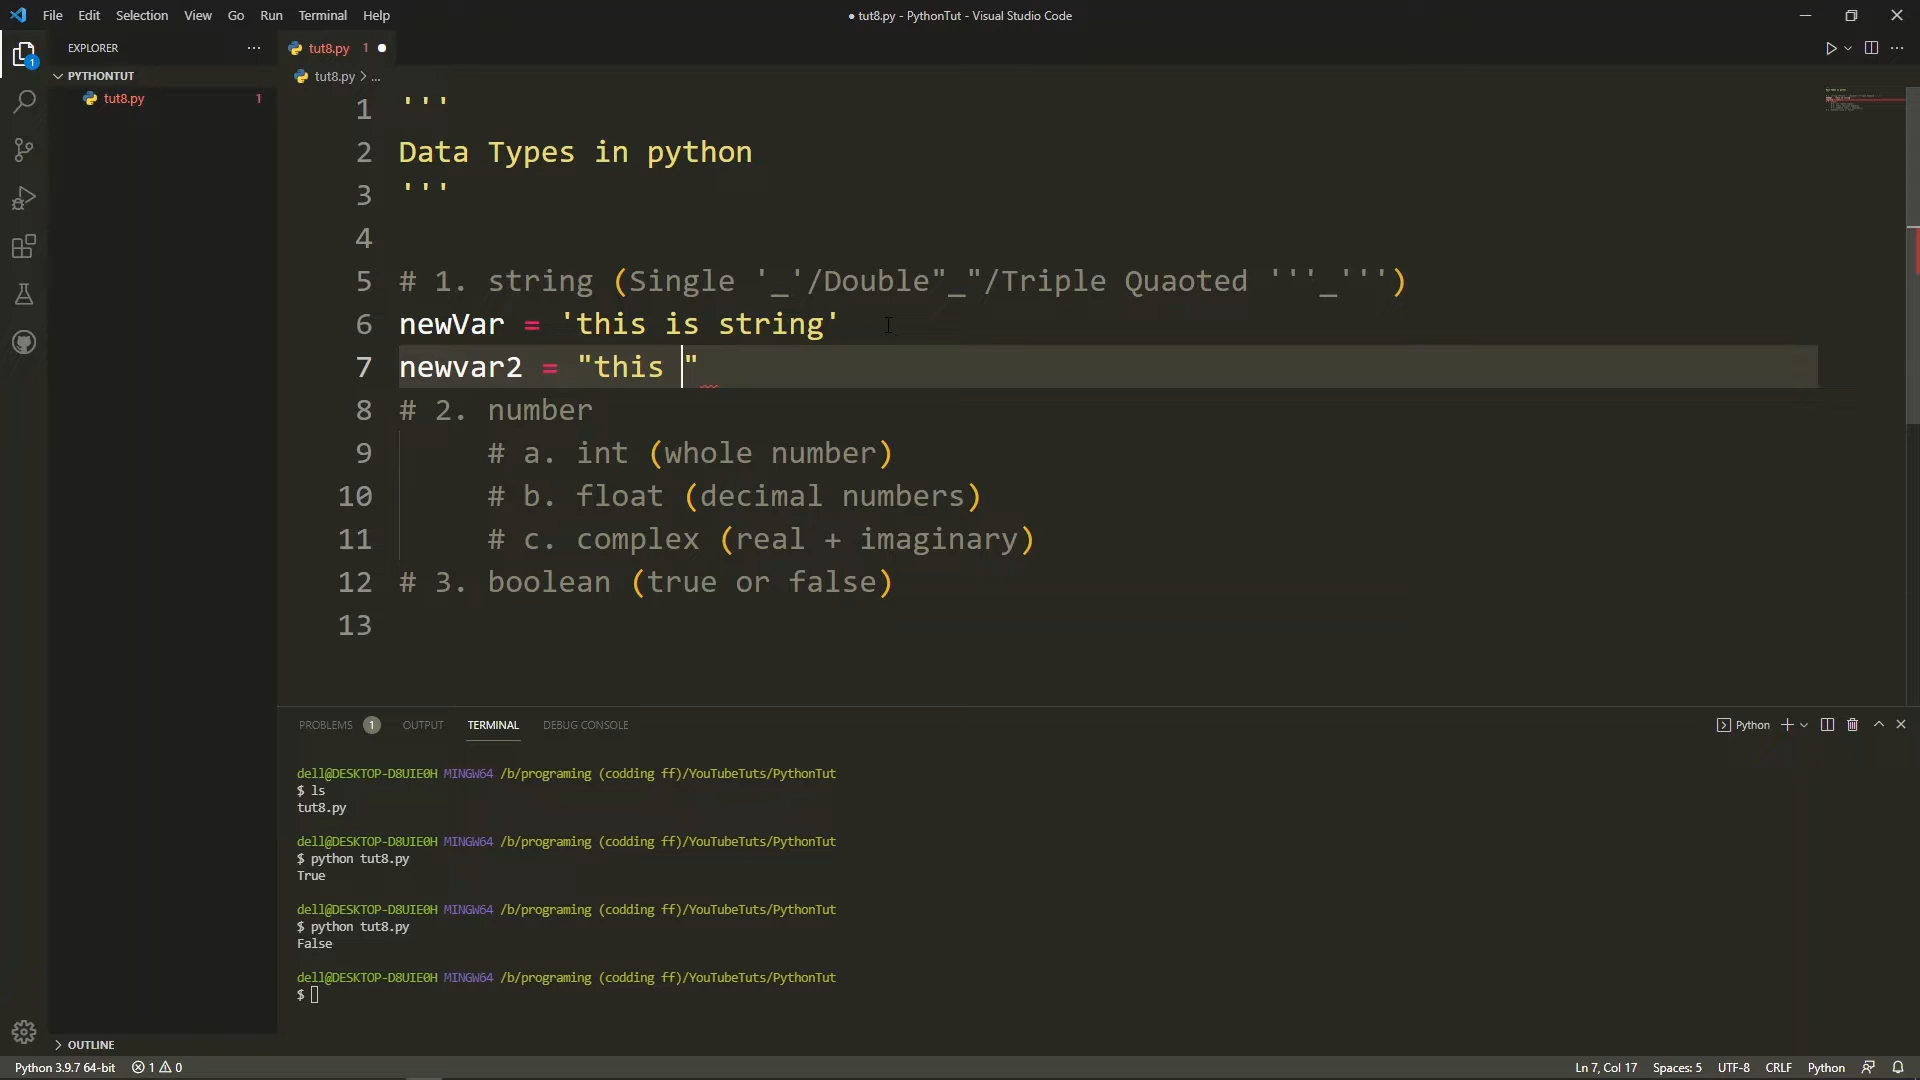 File Edit Selection View Go Run Terminal Help
● tut8.py - PythonTut - Visual Studio Code
EXPLORER
tut8.py 1
1
PYTHONTUT
tut8.py > ...
tut8.py 1
1 '''
2 Data Types in python
3 '''
4
5 # 1. string (Single '_'/Double"_"/Triple Quaoted '''_''')
6 newVar = 'this is string'
7 newvar2 = "this "
8 # 2. number
9 # a. int (whole number)
10 # b. float (decimal numbers)
11 # c. complex (real + imaginary)
12 # 3. boolean (true or false)
13
PROBLEMS 1 OUTPUT TERMINAL DEBUG CONSOLE
Python
dell@DESKTOP-D8UIE0H MINGW64 /b/programing (codding ff)/YouTubeTuts/PythonTut
$ ls
tut8.py
dell@DESKTOP-D8UIE0H MINGW64 /b/programing (codding ff)/YouTubeTuts/PythonTut
$ python tut8.py
True
dell@DESKTOP-D8UIE0H MINGW64 /b/programing (codding ff)/YouTubeTuts/PythonTut
$ python tut8.py
False
dell@DESKTOP-D8UIE0H MINGW64 /b/programing (codding ff)/YouTubeTuts/PythonTut
$
OUTLINE
Python 3.9.7 64-bit 1 0
Ln 7, Col 17 Spaces: 5 UTF-8 CRLF Python